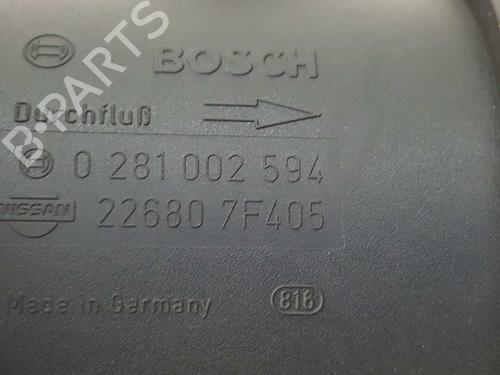 BOSCH
Durchfluß
0 281 002 594
NISSAN 22680 7F405
Made in Germany 816
B-PARTS